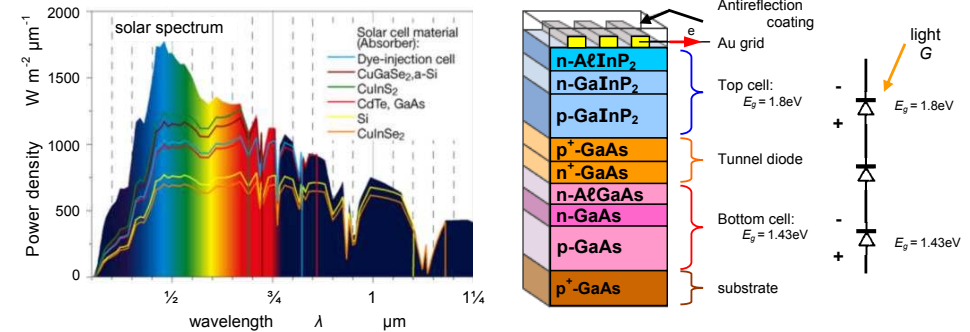 2000
1500
1000
500
0
W m⁻² µm⁻¹
Power density
solar spectrum
Solar cell material
(Absorber):
Dye-injection cell
CuGaSe₂,a-Si
CuInS₂
CdTe, GaAs
Si
CuInSe₂
½
¾
1
1¼
wavelength λ µm
Antireflection
coating
e
Au grid
n-AℓInP₂
n-GaInP₂
p-GaInP₂
p⁺-GaAs
n⁺-GaAs
n-AℓGaAs
n-GaAs
p-GaAs
p⁺-GaAs
Top cell:
E_g = 1.8eV
Tunnel diode
Bottom cell:
E_g = 1.43eV
substrate
light
G
-
E_g = 1.8eV
+
-
E_g = 1.43eV
+